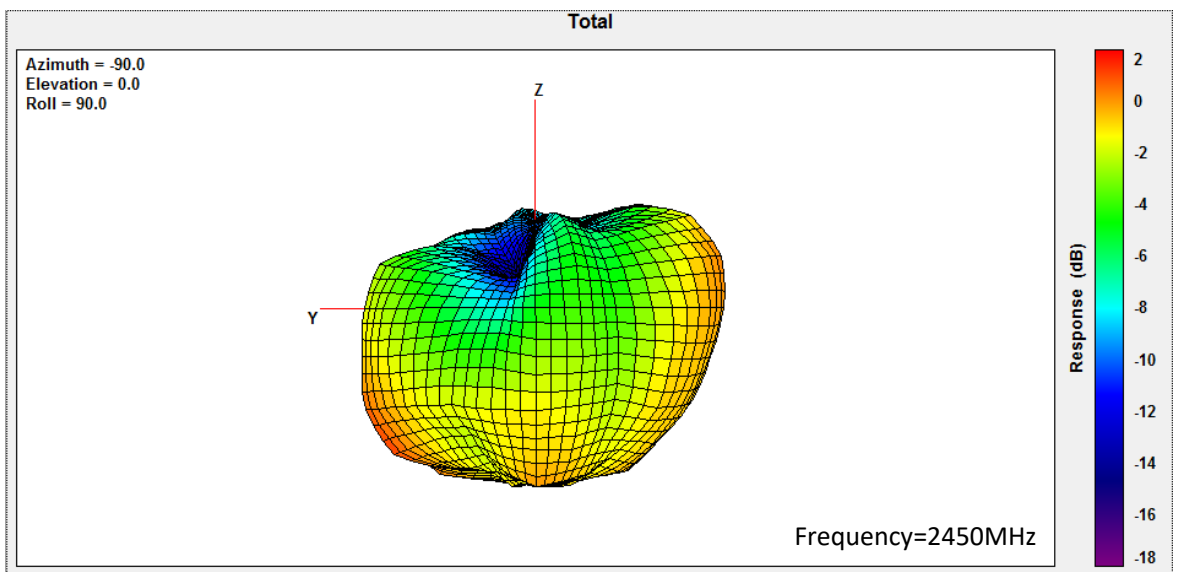 Total
Azimuth = -90.0
Elevation = 0.0
Roll = 90.0
Z
Y
Frequency=2450MHz
2
0
-2
-4
-6
-8
-10
-12
-14
-16
-18
Response (dB)